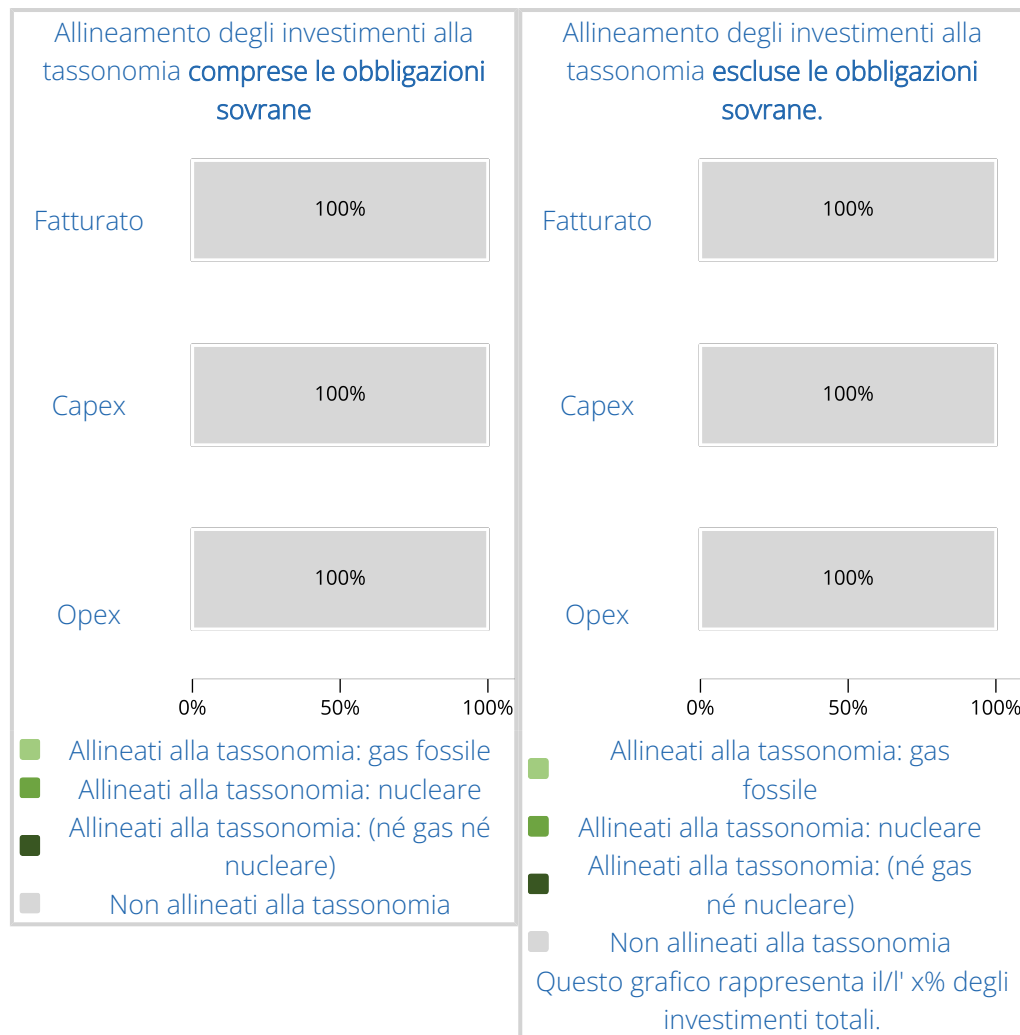 Allineamento degli investimenti alla
tassonomia comprese le obbligazioni
sovrane
Fatturato
100%
Capex
100%
Opex
100%
0% 50% 100%
Allineati alla tassonomia: gas fossile
Allineati alla tassonomia: nucleare
Allineati alla tassonomia: (né gas né
nucleare)
Non allineati alla tassonomia
Allineamento degli investimenti alla
tassonomia escluse le obbligazioni
sovrane.
Fatturato
100%
Capex
100%
Opex
100%
0% 50% 100%
Allineati alla tassonomia: gas
fossile
Allineati alla tassonomia: nucleare
Allineati alla tassonomia: (né gas
né nucleare)
Non allineati alla tassonomia
Questo grafico rappresenta il/l' x% degli
investimenti totali.